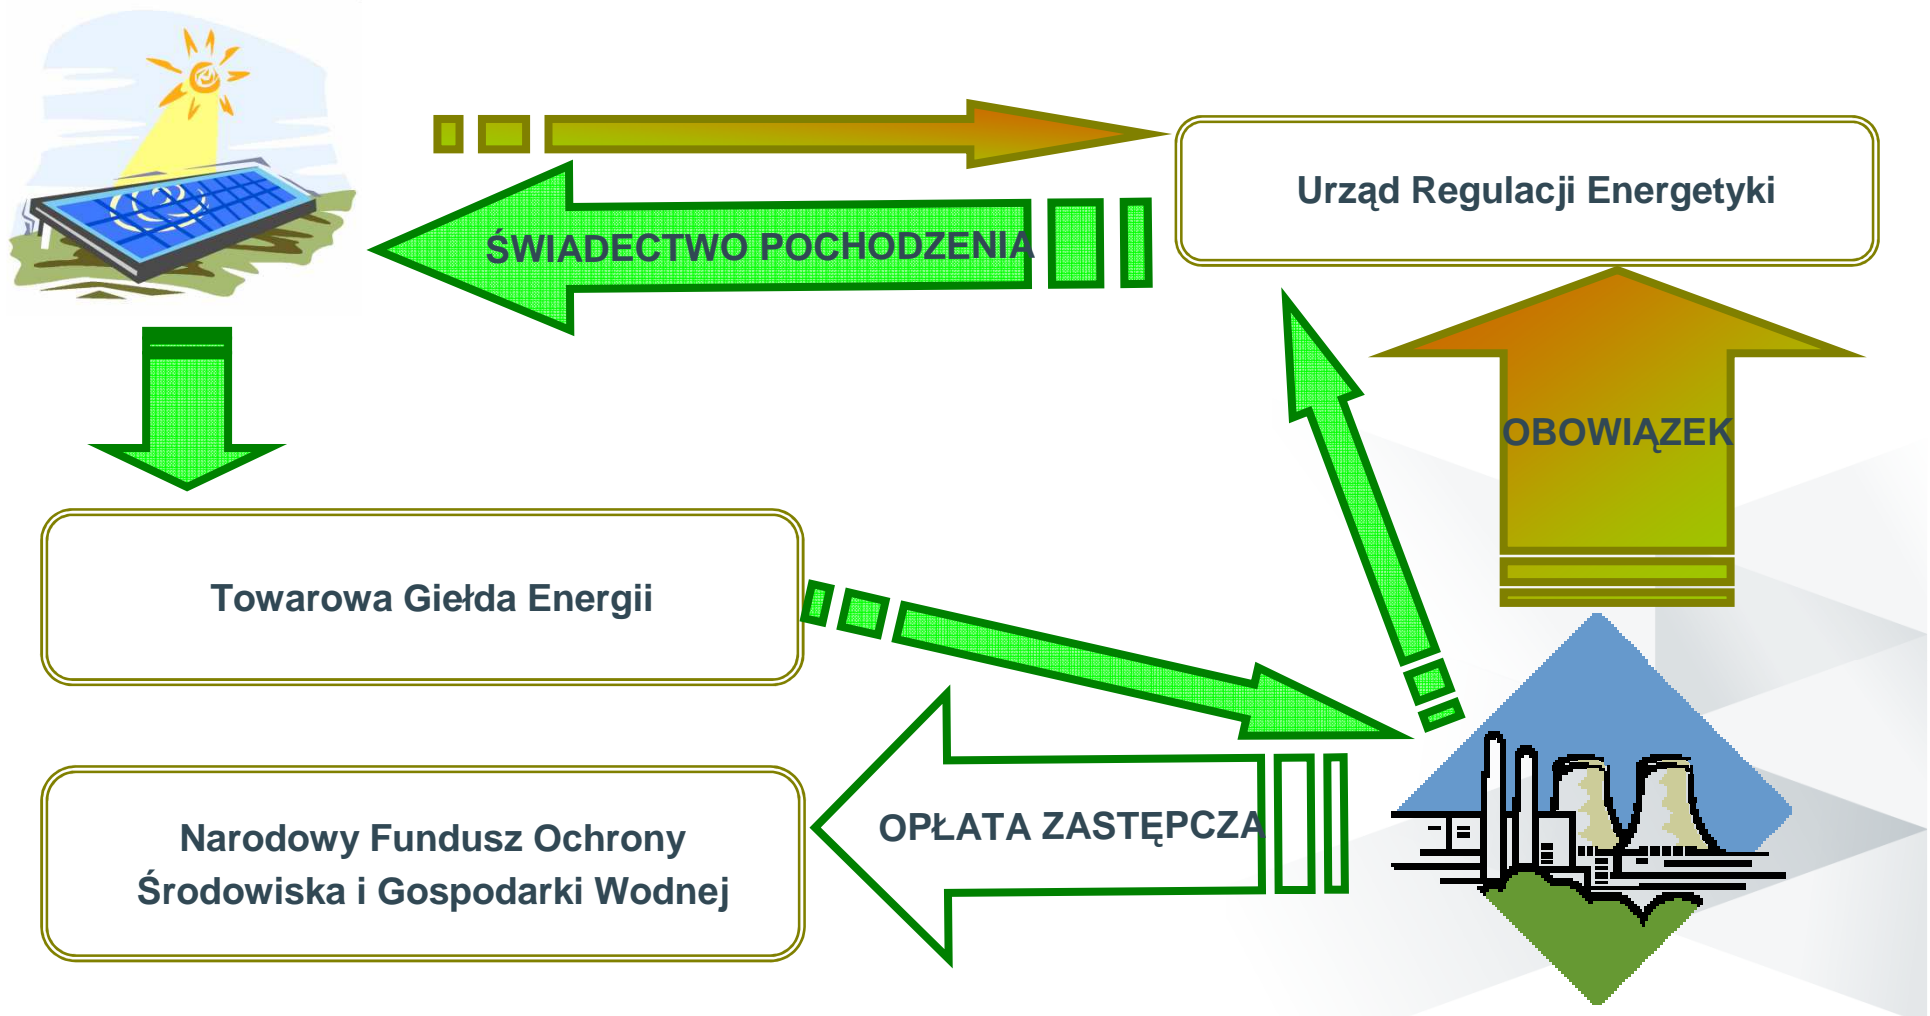 Urząd Regulacji Energetyki
ŚWIADECTWO POCHODZENIA
OBOWIĄZEK
Towarowa Giełda Energii
OPŁATA ZASTĘPCZA
Narodowy Fundusz Ochrony
Środowiska i Gospodarki Wodnej